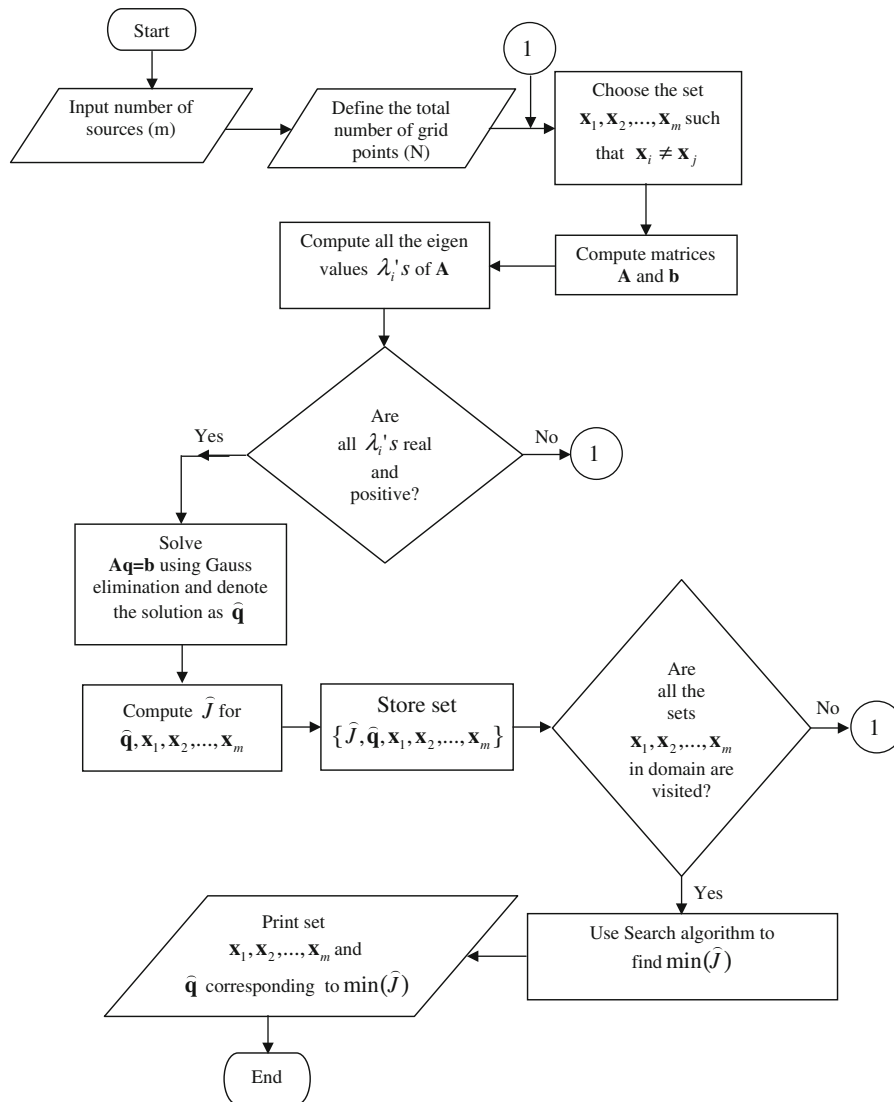 Start
1
Input number of
sources (m)
Define the total
number of grid
points (N)
Choose the set
x₁, x₂,..., xₘ such
that xᵢ ≠ xⱼ
Compute all the eigen
values λᵢ's of A
Compute matrices
A and b
Are
all λᵢ's real
and
positive?
Yes
No
1
Solve
Aq=b using Gauss
elimination and denote
the solution as q̂
Compute Ĵ for
q̂, x₁, x₂,..., xₘ
Store set
{Ĵ, q̂, x₁, x₂,..., xₘ}
Are
all the
sets
x₁, x₂,..., xₘ
in domain are
visited?
No
1
Yes
Use Search algorithm to
find min(Ĵ)
Print set
x₁, x₂,..., xₘ and
q̂ corresponding to min(Ĵ)
End